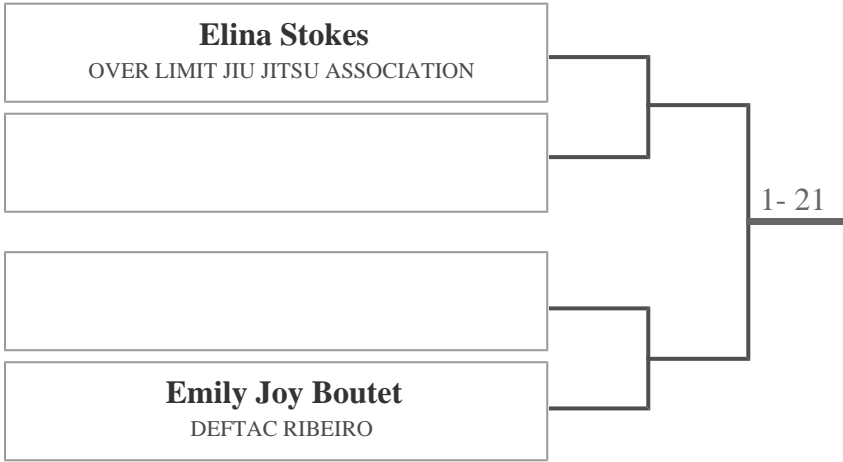 Elina Stokes
OVER LIMIT JIU JITSU ASSOCIATION
1- 21
Emily Joy Boutet
DEFTAC RIBEIRO